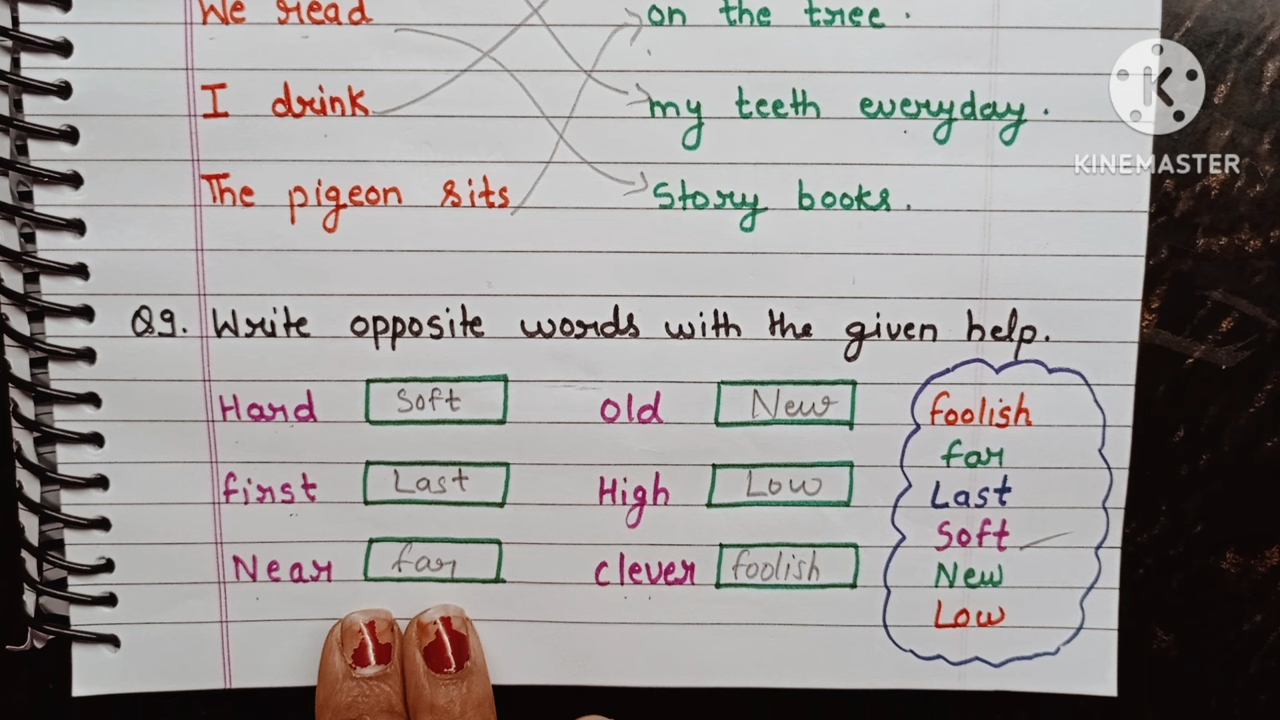 We read on the tree.
I drink my teeth everyday.
The pigeon sits Story books.
KINEMASTER
Q9. Write opposite words with the given help.
Hard Soft Old New
first Last High Low
Near far clever foolish
foolish
far
Last
Soft
New
Low